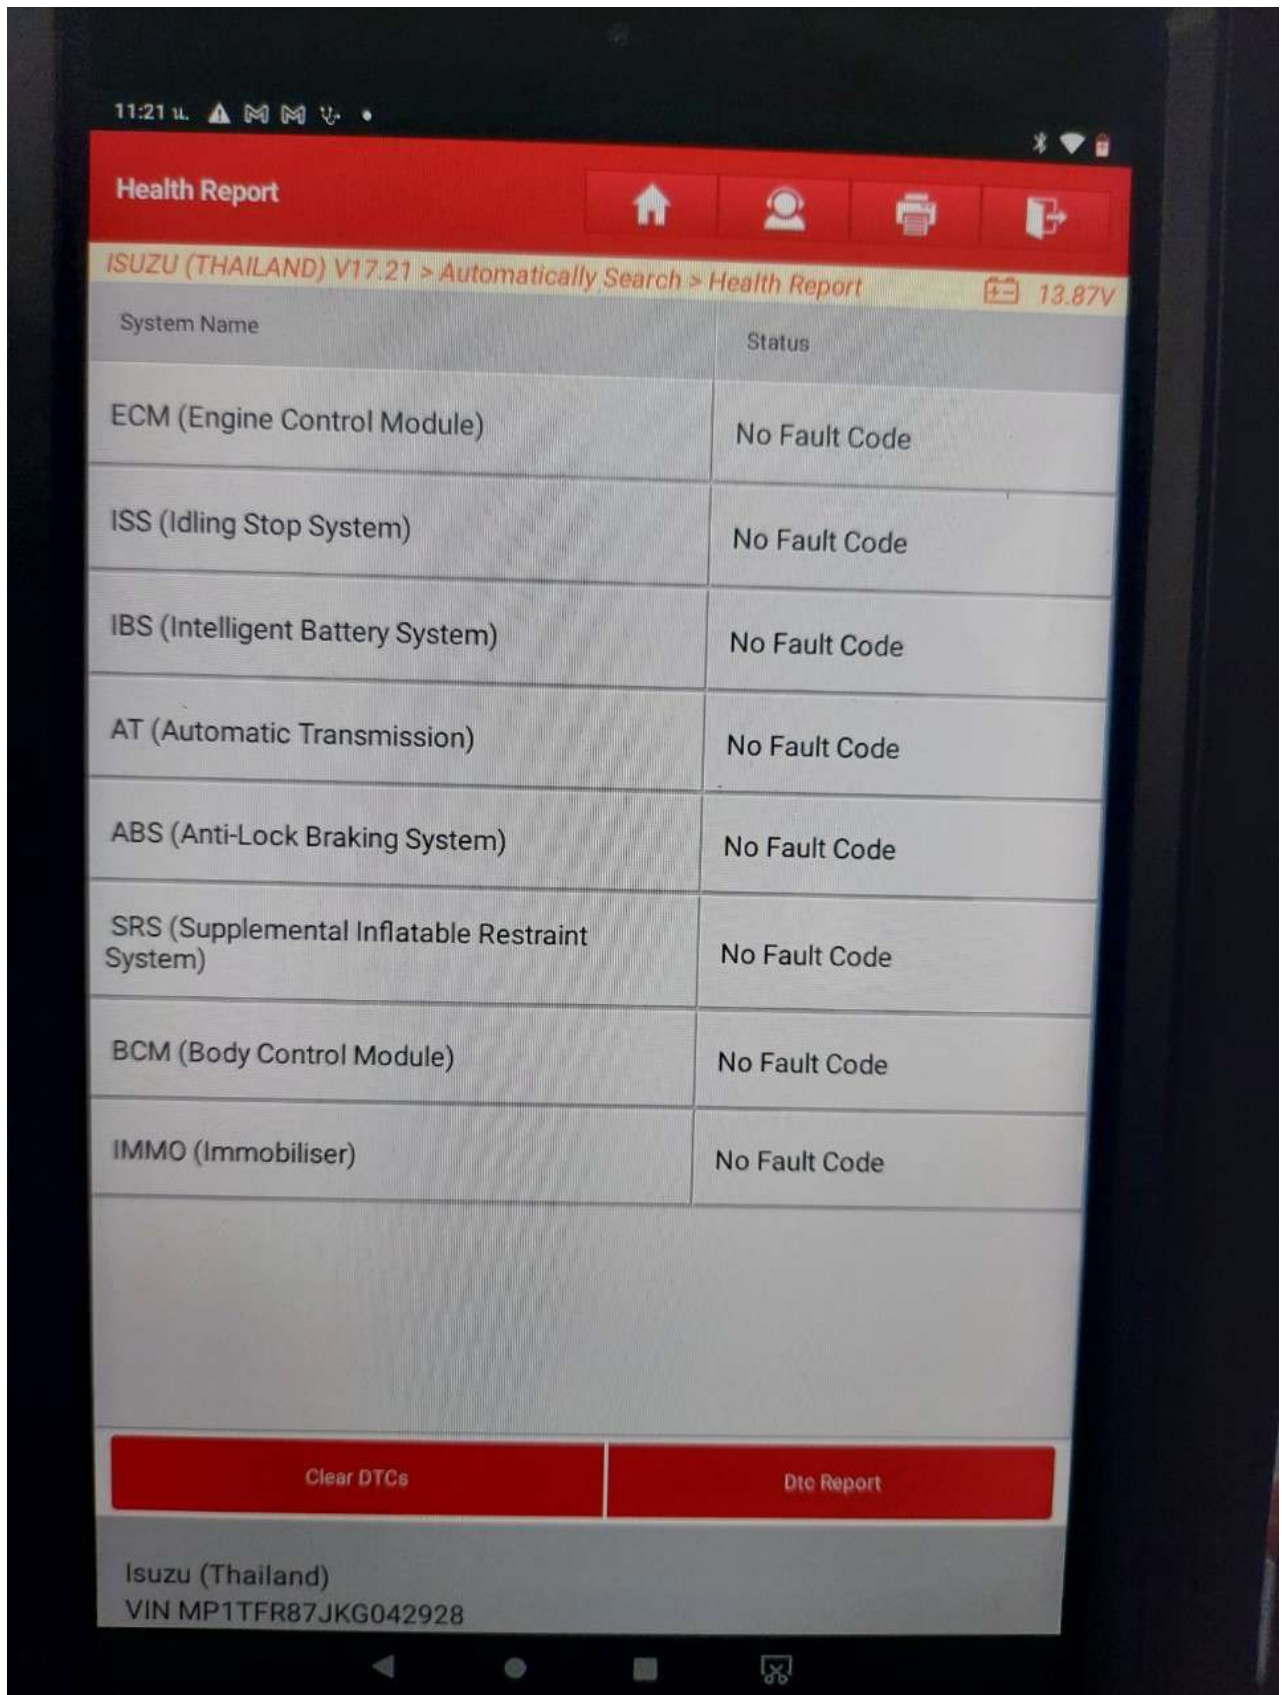 11:21 น.
Health Report
ISUZU (THAILAND) V17.21 > Automatically Search > Health Report 13.87V
System Name Status
ECM (Engine Control Module) No Fault Code
ISS (Idling Stop System) No Fault Code
IBS (Intelligent Battery System) No Fault Code
AT (Automatic Transmission) No Fault Code
ABS (Anti-Lock Braking System) No Fault Code
SRS (Supplemental Inflatable Restraint
System) No Fault Code
BCM (Body Control Module) No Fault Code
IMMO (Immobiliser) No Fault Code
Clear DTCs Dtc Report
Isuzu (Thailand)
VIN MP1TFR87JKG042928